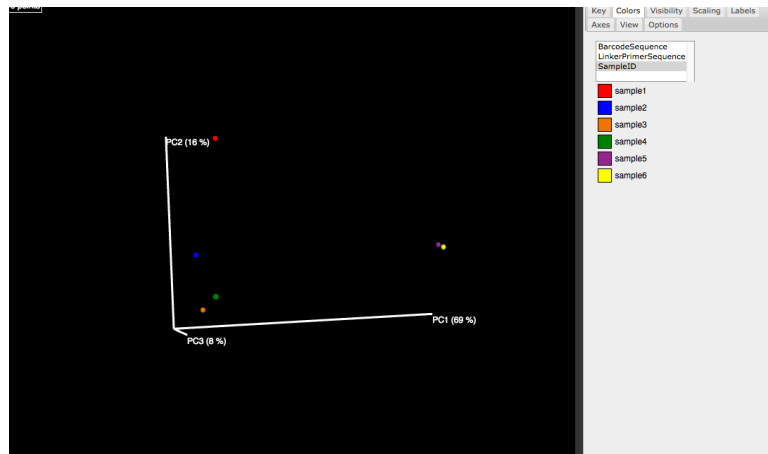 points
Key Colors Visibility Scaling Labels
Axes View Options
BarcodeSequence
LinkerPrimerSequence
SampleID
sample1
sample2
sample3
sample4
sample5
sample6
PC2 (16 %)
PC1 (69 %)
PC3 (8 %)